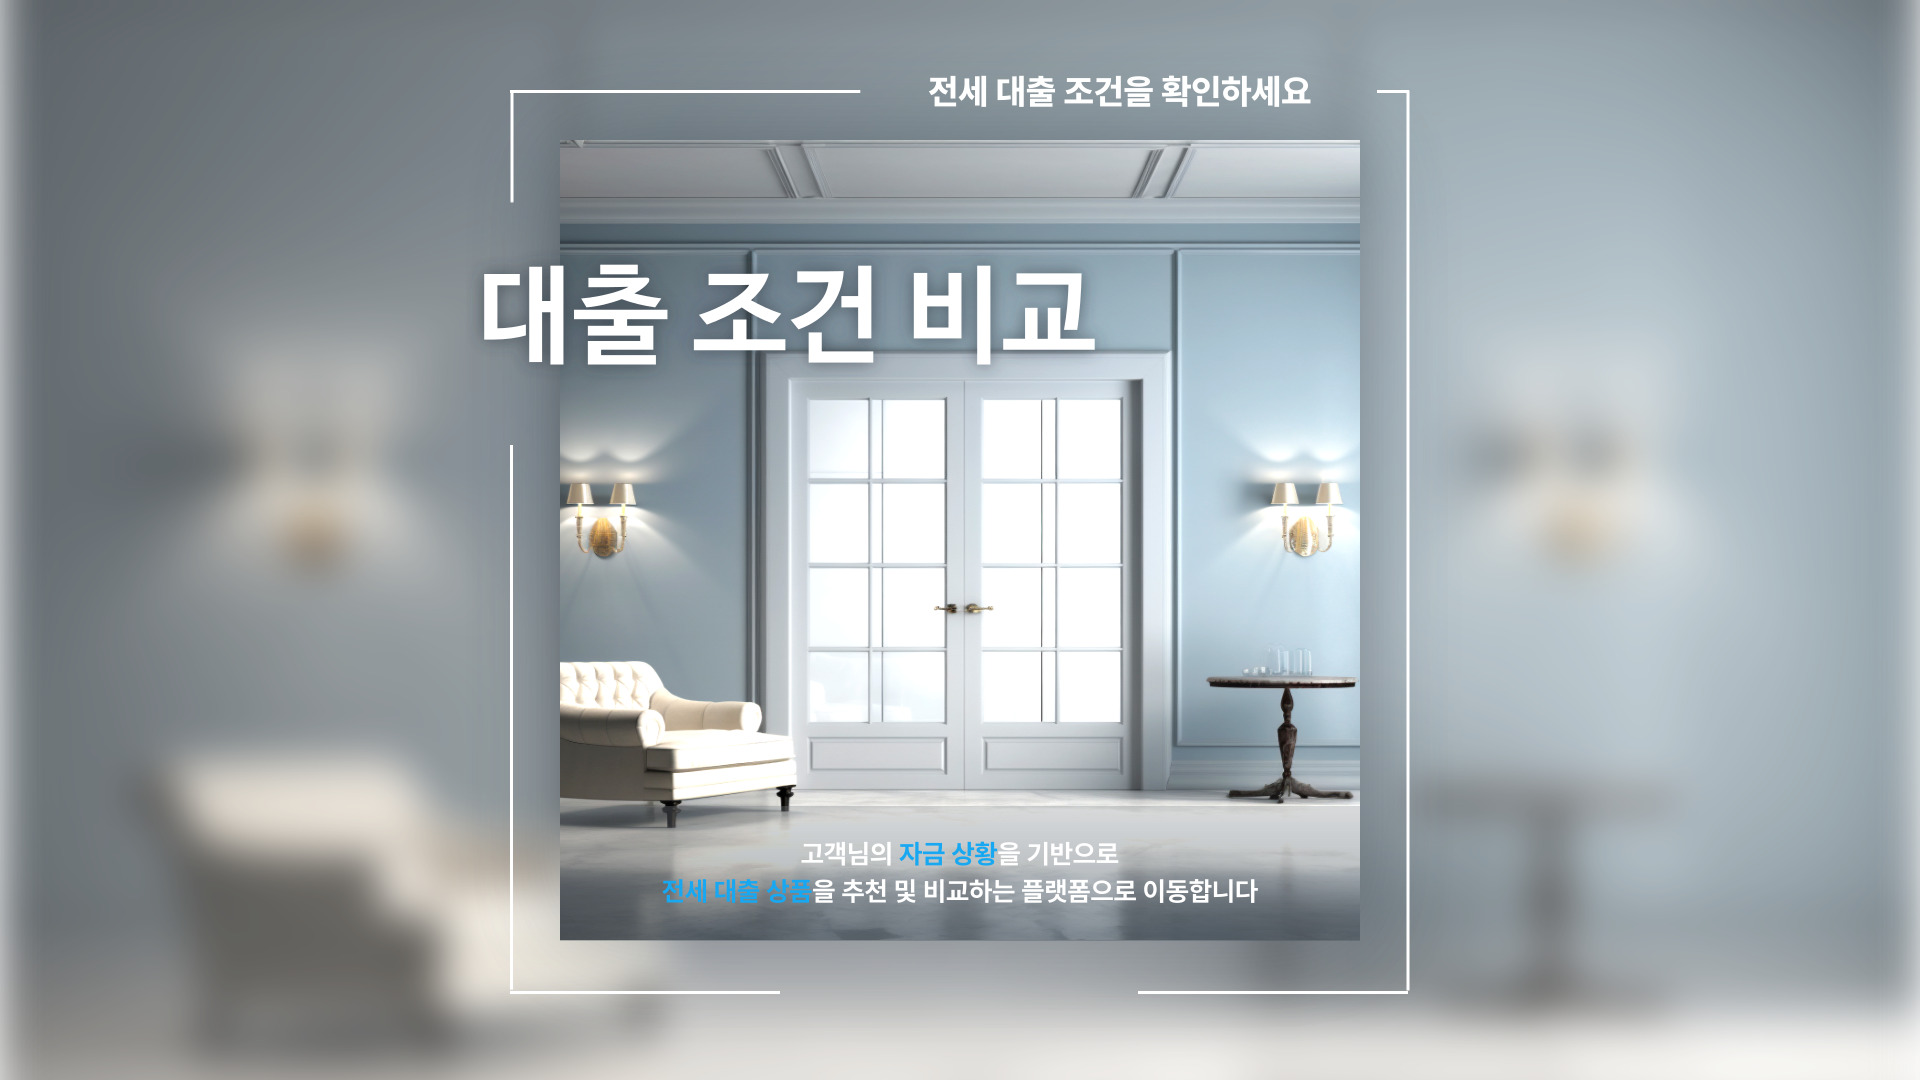 전세 대출 조건을 확인하세요
대출 조건 비교
고객님의 자금 상황을 기반으로
전세 대출 상품을 추천 및 비교하는 플랫폼으로 이동합니다